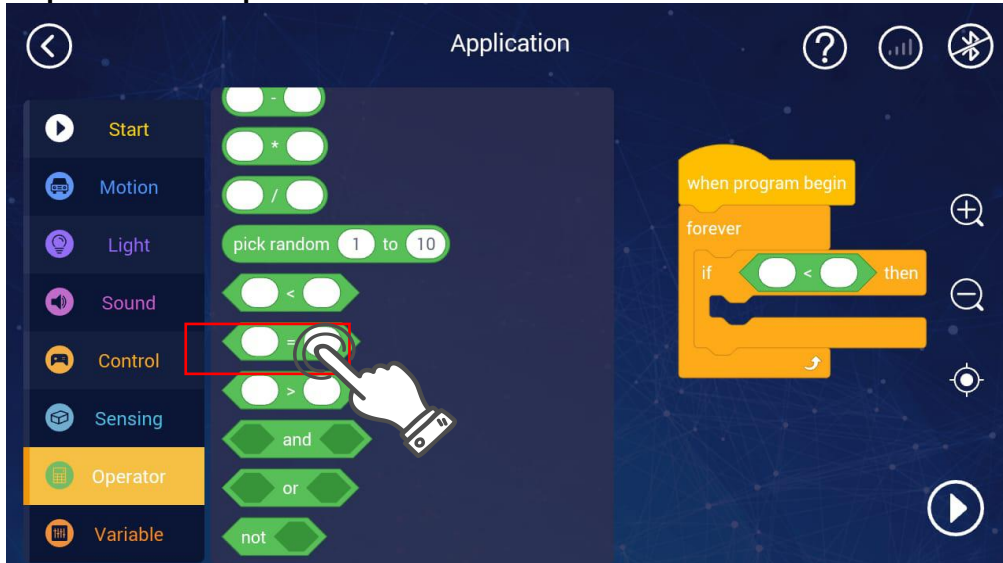 Application
Start
Motion
Light
Sound
Control
Sensing
Operator
Variable
-
*
/
pick random 1 to 10
<
=
>
and
or
not
when program begin
forever
if < then